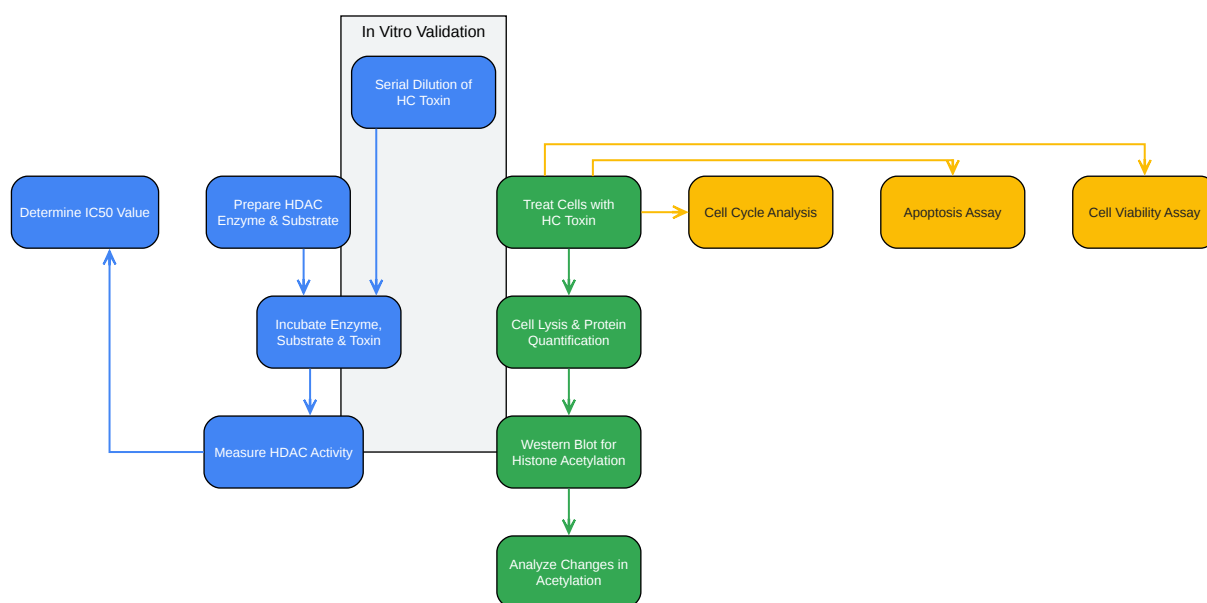 In Vitro Validation
Serial Dilution of
HC Toxin
Determine IC50 Value
Prepare HDAC
Enzyme & Substrate
Treat Cells with
HC Toxin
Cell Cycle Analysis
Apoptosis Assay
Cell Viability Assay
Incubate Enzyme,
Substrate & Toxin
Cell Lysis & Protein
Quantification
Measure HDAC Activity
Western Blot for
Histone Acetylation
Analyze Changes in
Acetylation